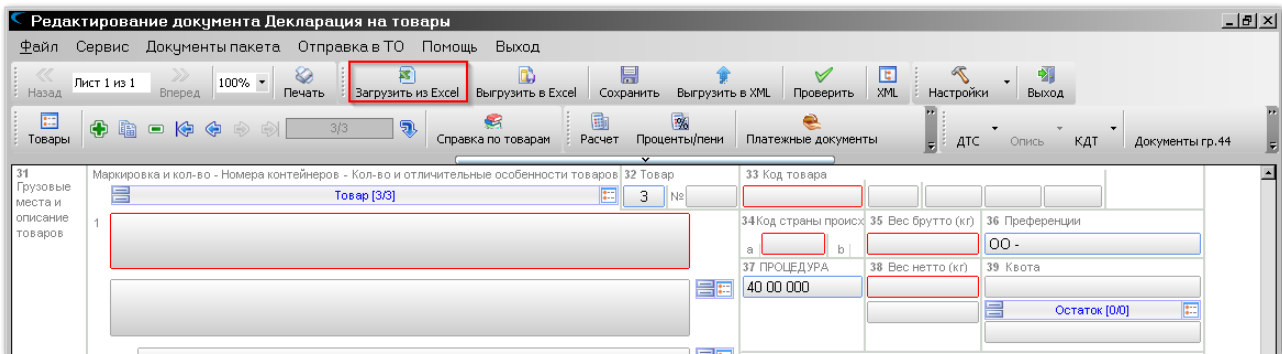 Редактирование документа Декларация на товары
Файл Сервис Документы пакета Отправка в ТО Помощь Выход
Назад Лист 1 из 1 Вперед 100% Печать Загрузить из Excel Выгрузить в Excel Сохранить Выгрузить в XML Проверить XML Настройки Выход
Товары 3/3 Справка по товарам Расчет Проценты/пени Платежные документы ДТС Опись КДТ Документы гр.44
31 Грузовые места и описание товаров
Маркировка и кол-во - Номера контейнеров - Кол-во и отличительные особенности товаров 32 Товар 33 Код товара
Товар [3/3] 3 №
1
34 Код страны происх 35 Вес брутто (кг) 36 Преференции
a b ОО -
37 ПРОЦЕДУРА 38 Вес нетто (кг) 39 Квота
40 00 000
Остаток [0/0]